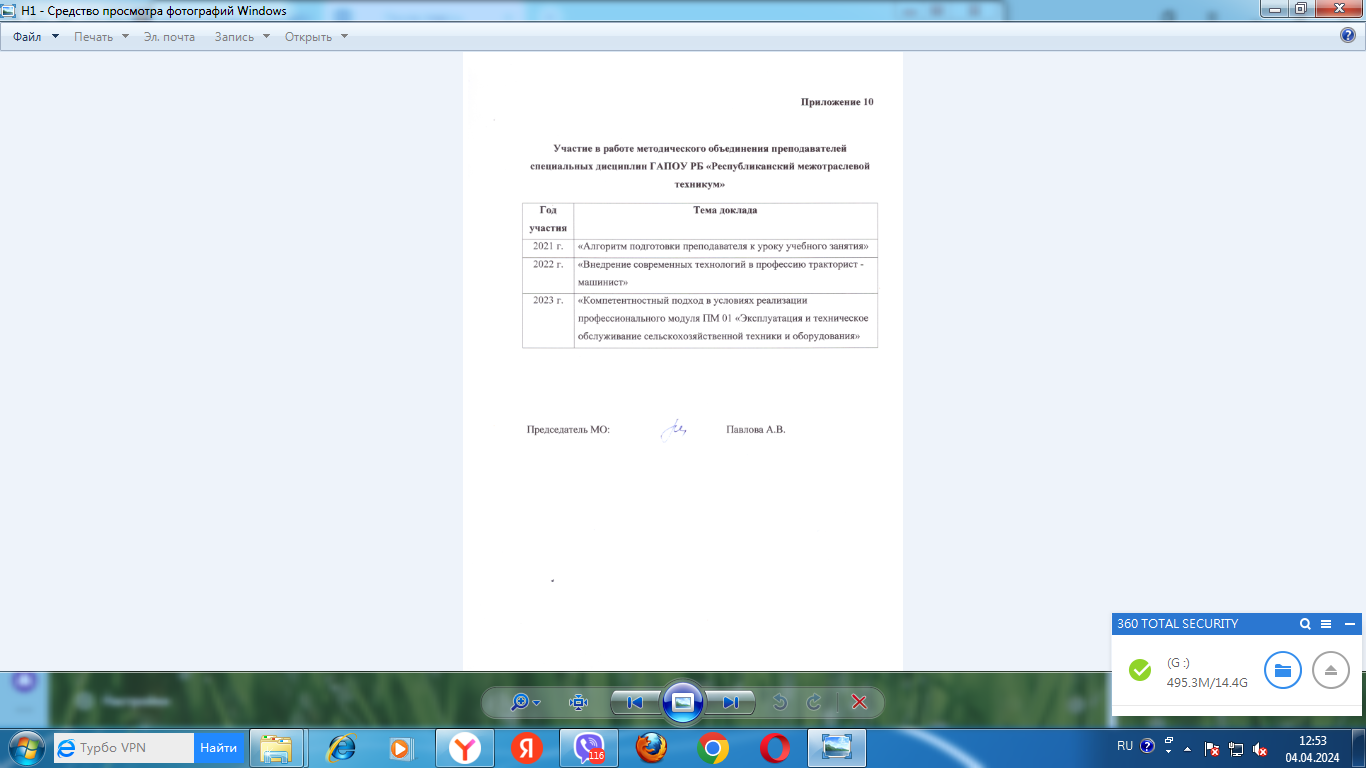 H1 - Средство просмотра фотографий Windows
Файл Печать Эл. почта Запись Открыть
Приложение 10
Участие в работе методического объединения преподавателей
специальных дисциплин ГАПОУ РБ «Республиканский межотраслевой
техникум»
Год
участия
Тема доклада
2021 г. «Алгоритм подготовки преподавателя к уроку учебного занятия»
2022 г. «Внедрение современных технологий в профессию тракторист -
машинист»
2023 г. «Компетентностный подход в условиях реализации
профессионального модуля ПМ 01 «Эксплуатация и техническое
обслуживание сельскохозяйственной техники и оборудования»
Председатель МО: Павлова А.В.
360 TOTAL SECURITY
(G :)
495.3M/14.4G
Турбо VPN Найти
116
RU
12:53
04.04.2024